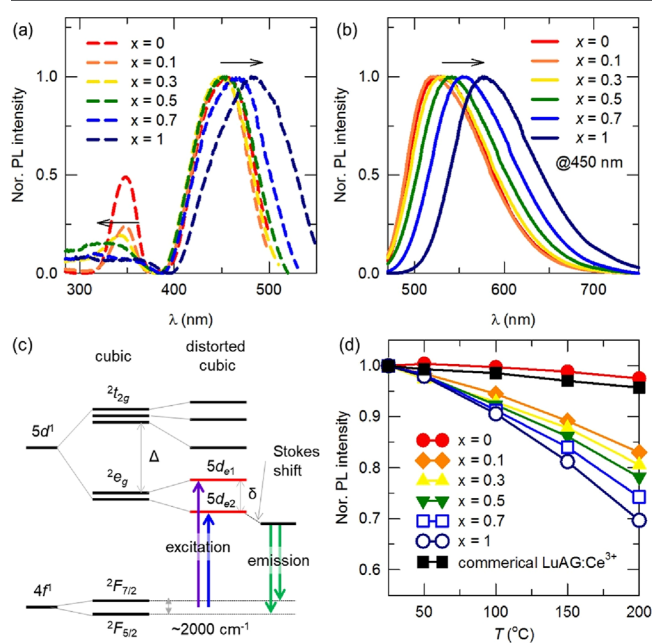 (a)
x = 0
x = 0.1
x = 0.3
x = 0.5
x = 0.7
x = 1
Nor. PL intensity
1.0
0.5
0.0
300
400
500
λ (nm)
(b)
x = 0
x = 0.1
x = 0.3
x = 0.5
x = 0.7
x = 1
@450 nm
Nor. PL intensity
1.0
0.5
0.0
500
600
700
λ (nm)
(c)
cubic
distorted
cubic
²t₂g
5d¹
Δ
²eg
5de1
5de2
δ
Stokes
shift
excitation
emission
4f¹
²F7/2
²F5/2
~2000 cm⁻¹
(d)
Nor. PL intensity
1.0
0.9
0.8
0.7
0.6
x = 0
x = 0.1
x = 0.3
x = 0.5
x = 0.7
x = 1
commerical LuAG:Ce³⁺
50
100
150
200
T (°C)